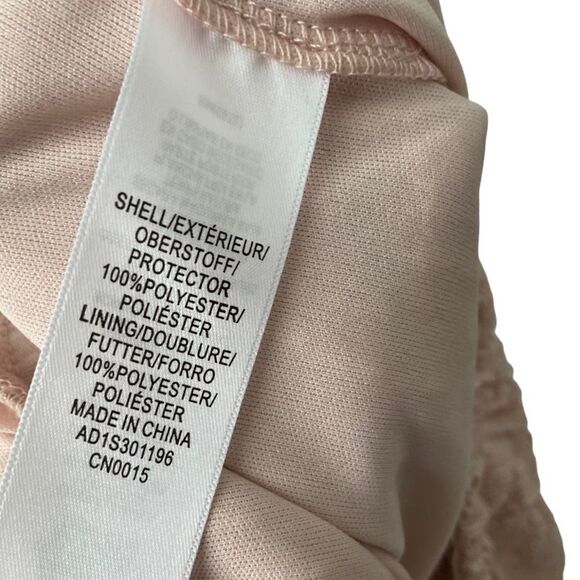 SHELL/EXTÉRIEUR/
OBERSTOFF/
PROTECTOR
100%POLYESTER/
POLIÉSTER
LINING/DOUBLURE/
FUTTER/FORRO
100%POLYESTER/
POLIÉSTER
MADE IN CHINA
AD1S301196
CN0015